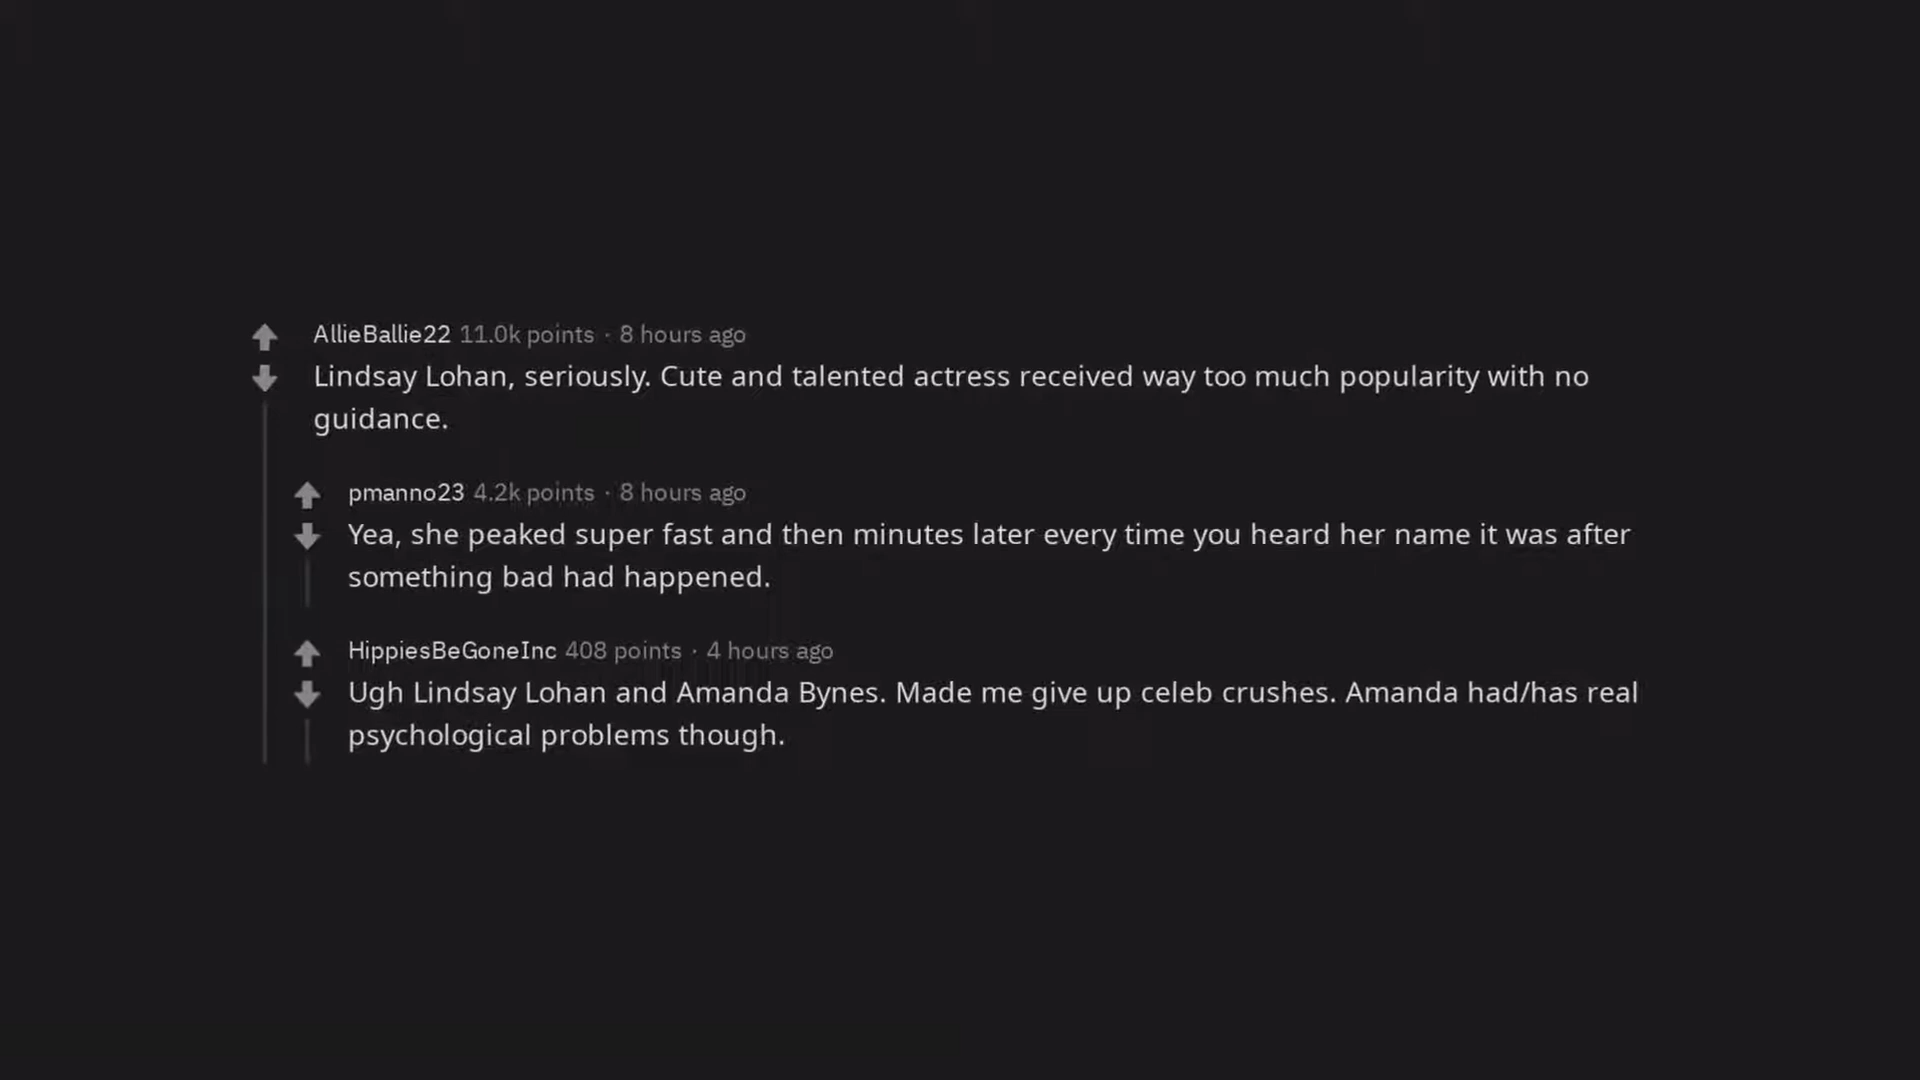 AllieBallie22 11.0k points · 8 hours ago
Lindsay Lohan, seriously. Cute and talented actress received way too much popularity with no
guidance.
pmanno23 4.2k points · 8 hours ago
Yea, she peaked super fast and then minutes later every time you heard her name it was after
something bad had happened.
HippiesBeGoneInc 408 points · 4 hours ago
Ugh Lindsay Lohan and Amanda Bynes. Made me give up celeb crushes. Amanda had/has real
psychological problems though.